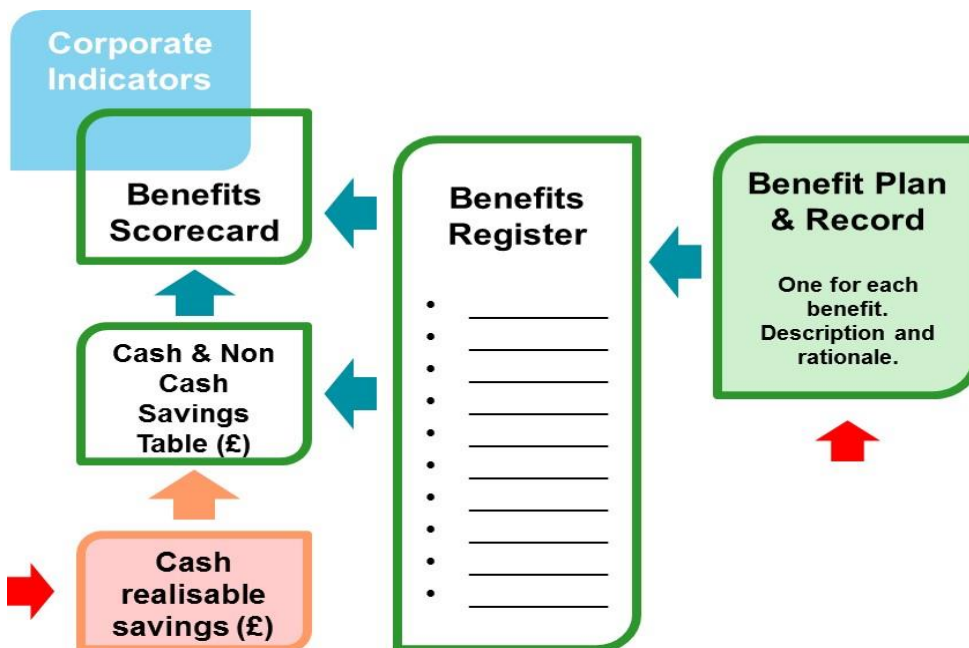 Corporate
Indicators
Benefits
Scorecard
Cash & Non
Cash
Savings
Table (£)
Cash
realisable
savings (£)
Benefits
Register
Benefit Plan
& Record
One for each
benefit.
Description and
rationale.